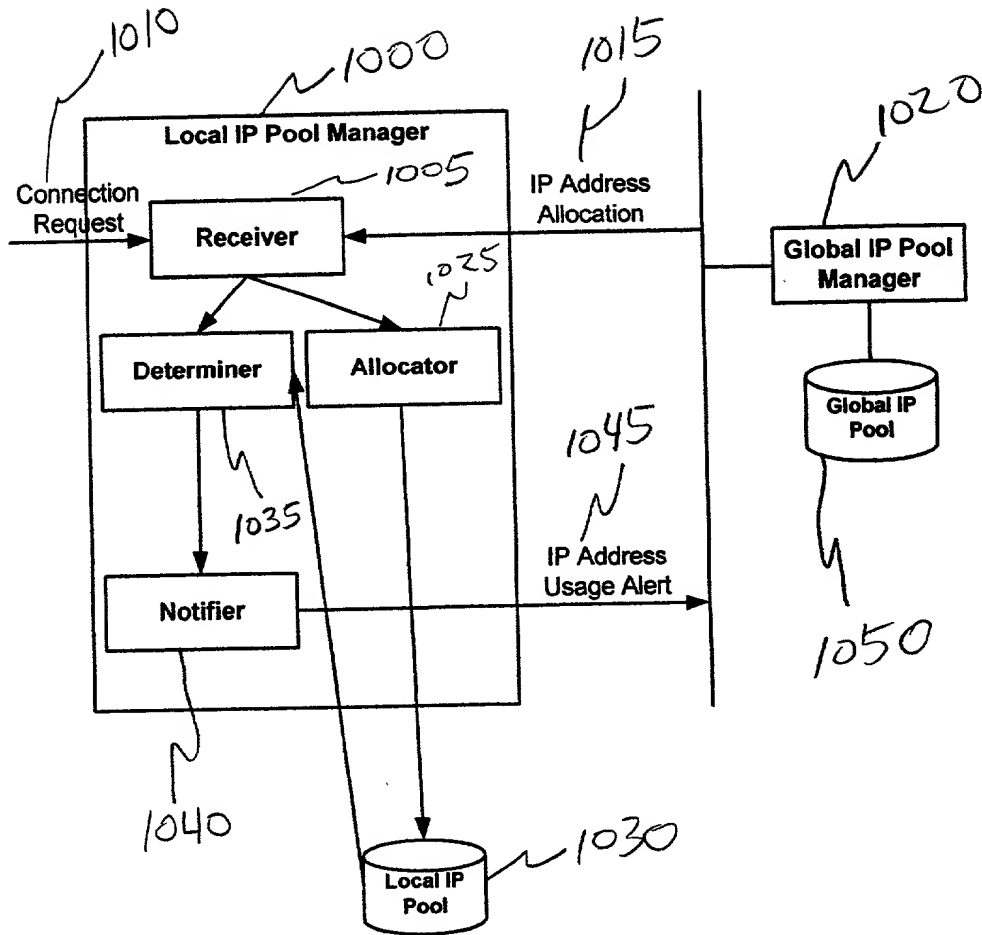 1010
1000
1015
1020
Local IP Pool Manager
1005
Connection
Request
IP Address
Allocation
Receiver
1025
Global IP Pool
Manager
Determiner
Allocator
Global IP
Pool
1035
1045
IP Address
Usage Alert
Notifier
1050
1040
1030
Local IP
Pool